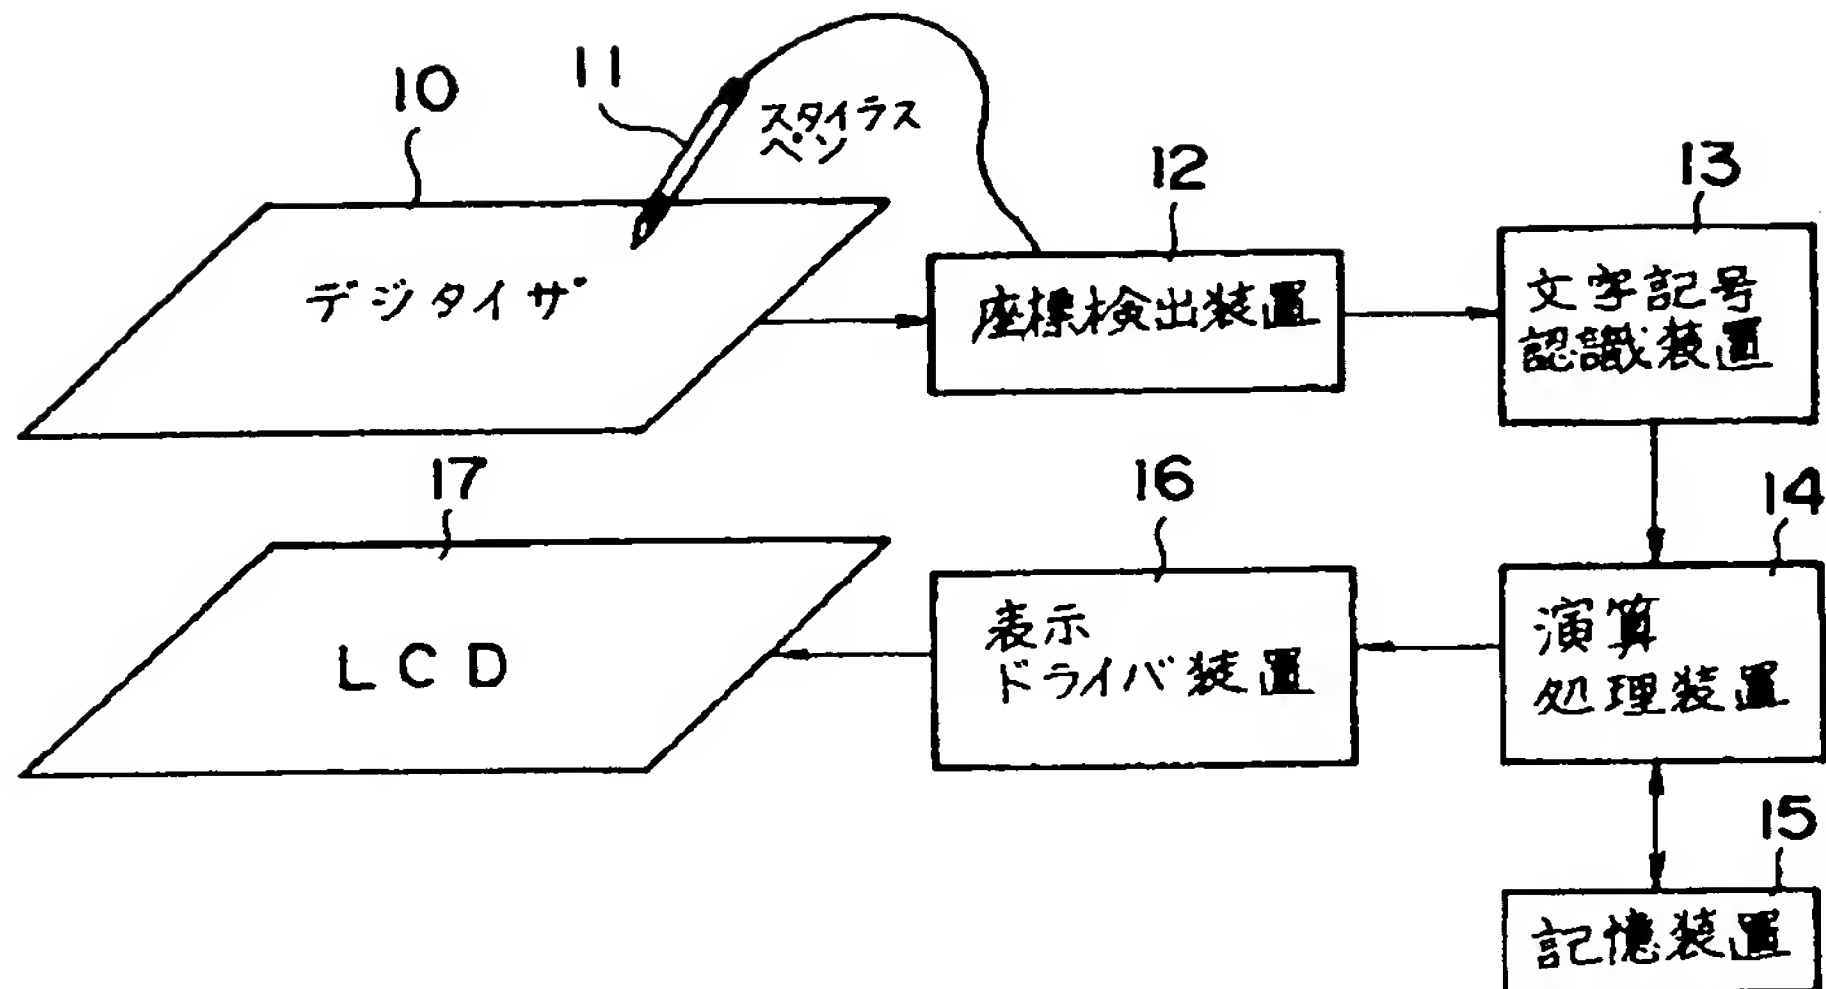 10
11
スタイラス
ペン
12
13
デジタイザ
座標検出装置
文字記号
認識装置
17
16
14
LCD
表示
ドライバ装置
演算
処理装置
15
記憶装置